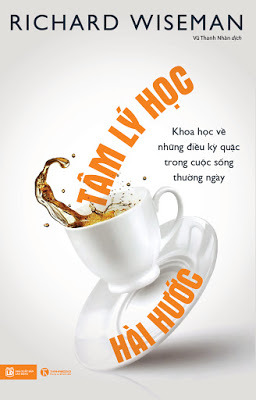 RICHARD WISEMAN
Vũ Thanh Nhàn dịch
TÂM LÝ HỌC
Khoa học về
những điều kỳ quặc
trong cuộc sống
thường ngày
HÀI HƯỚC